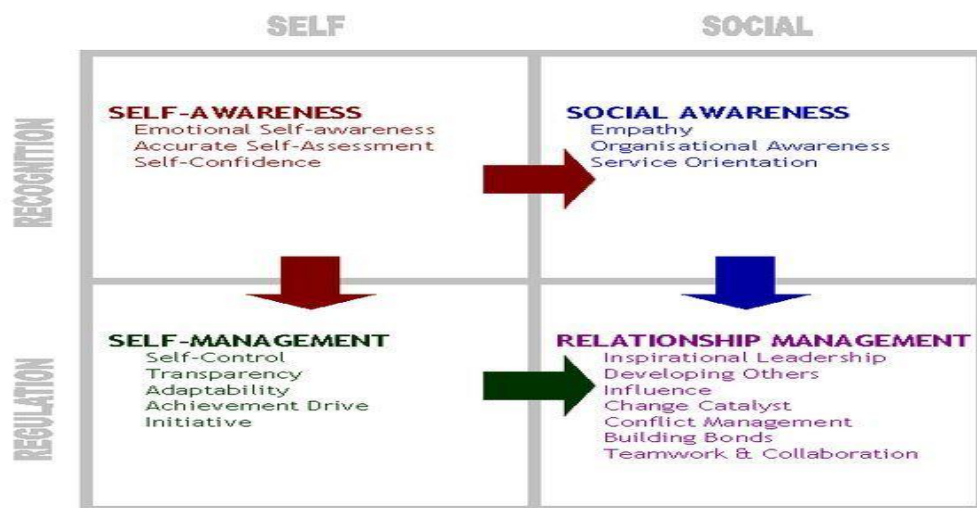 SELF
SOCIAL
RECOGNITION
SELF-AWARENESS
Emotional Self-awareness
Accurate Self-Assessment
Self-Confidence
SOCIAL AWARENESS
Empathy
Organisational Awareness
Service Orientation
REGULATION
SELF-MANAGEMENT
Self-Control
Transparency
Adaptability
Achievement Drive
Initiative
RELATIONSHIP MANAGEMENT
Inspirational Leadership
Developing Others
Influence
Change Catalyst
Conflict Management
Building Bonds
Teamwork & Collaboration